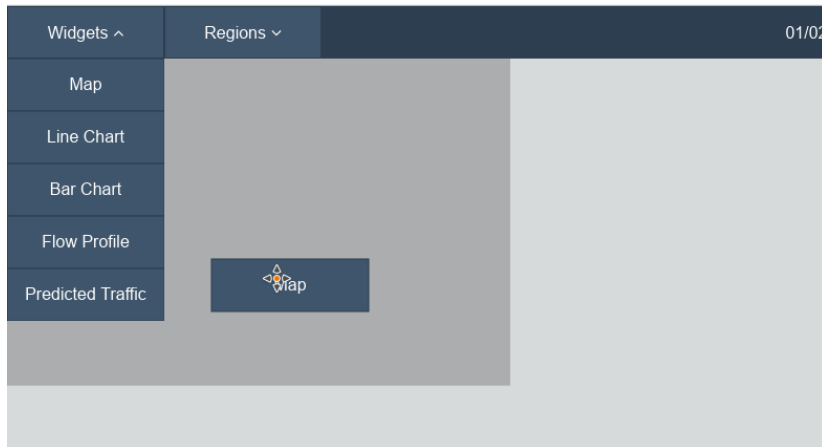 Widgets Regions 01/02
Map
Line Chart
Bar Chart
Flow Profile
Predicted Traffic
Map